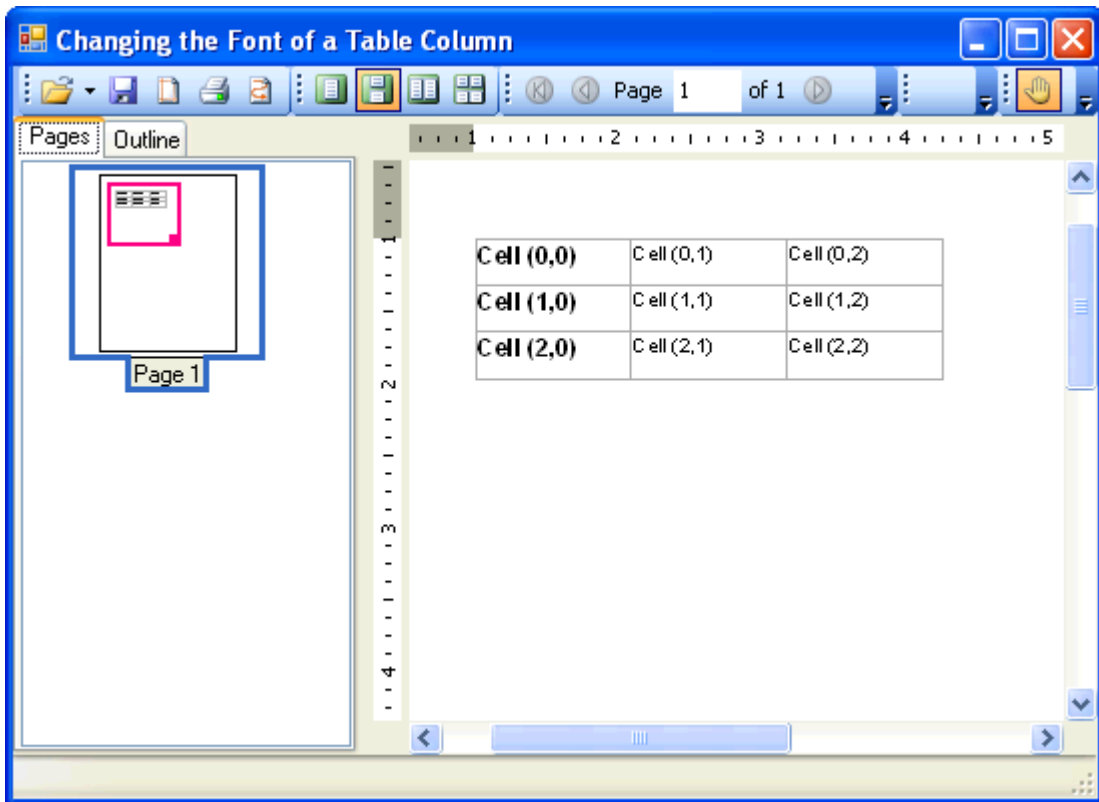 Changing the Font of a Table Column
Page 1 of 1
Pages Outline
1 2 3 4 5
Page 1
1
2
3
4
Cell (0,0) Cell (0,1) Cell (0,2)
Cell (1,0) Cell (1,1) Cell (1,2)
Cell (2,0) Cell (2,1) Cell (2,2)